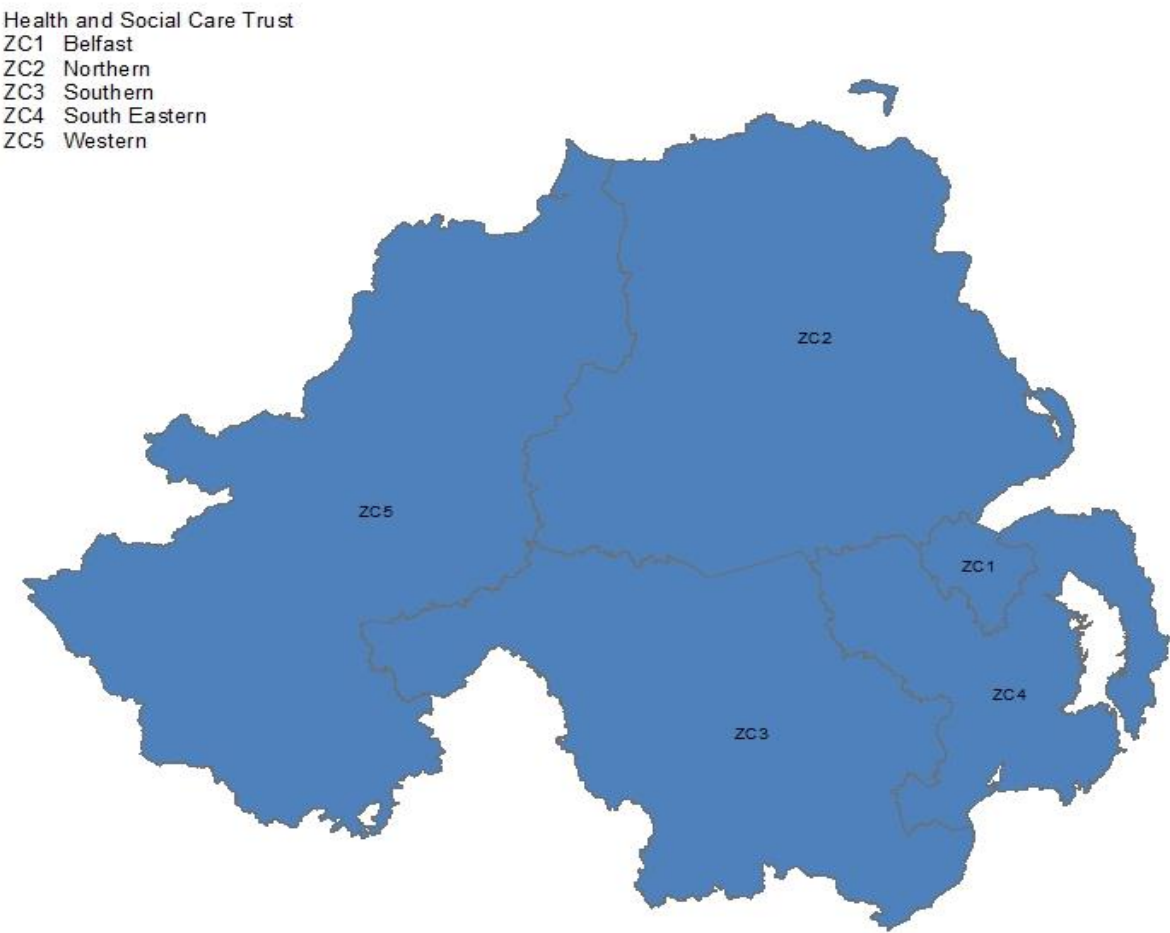 Health and Social Care Trust
ZC1 Belfast
ZC2 Northern
ZC3 Southern
ZC4 South Eastern
ZC5 Western
ZC2
ZC5
ZC1
ZC4
ZC3